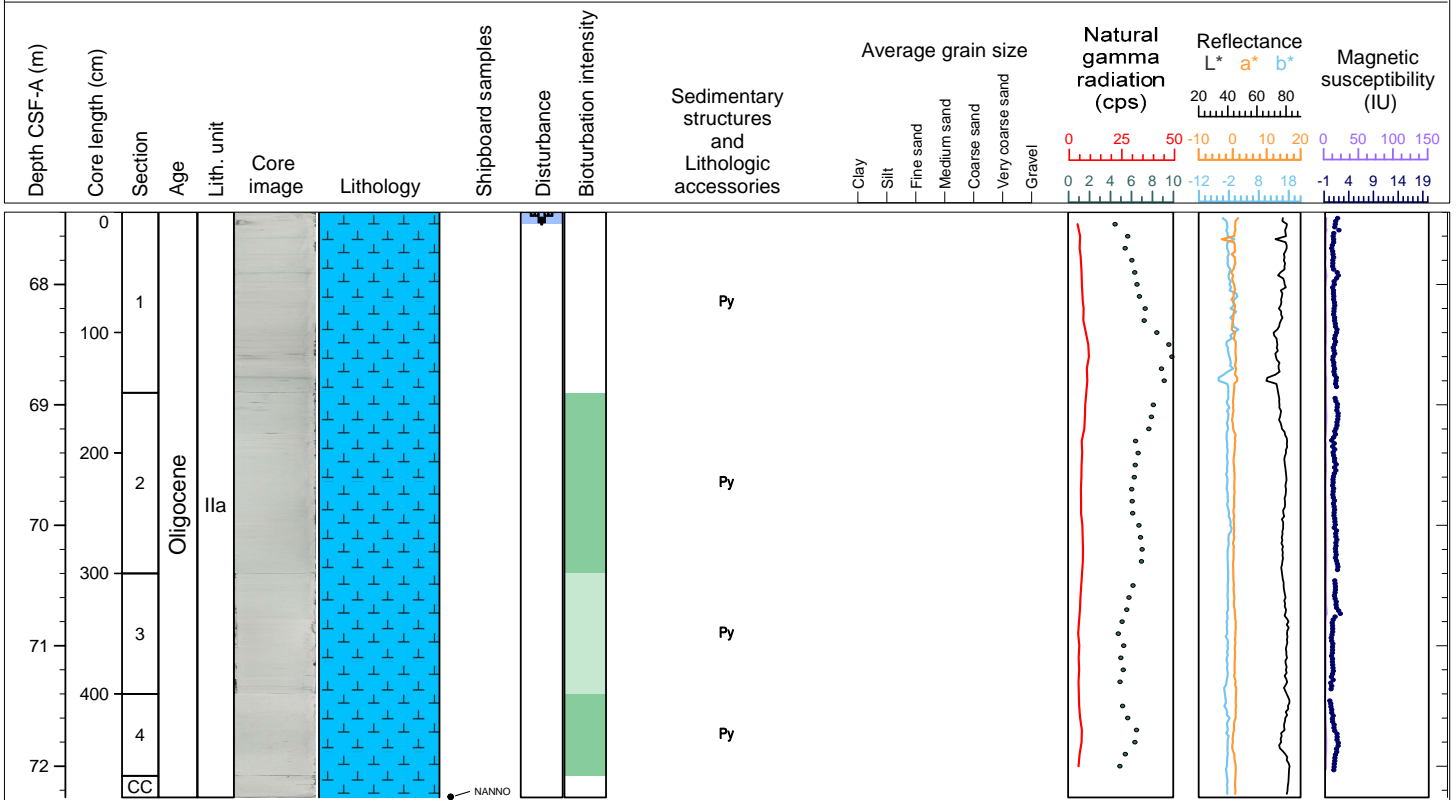 Depth CSF-A (m)
Core length (cm)
Section
Age
Lith. unit
Core
image
Lithology
Shipboard samples
Disturbance
Bioturbation intensity
Sedimentary
structures
and
Lithologic
accessories
Average grain size
Clay
Silt
Fine sand
Medium sand
Coarse sand
Very coarse sand
Gravel
Natural
gamma
radiation
(cps)
0 25 50
0 2 4 6 8 10
Reflectance
L* a* b*
20 40 60 80
-10 0 10 20
-12 -2 8 18
Magnetic
susceptibility
(IU)
0 50 100 150
-1 4 9 14 19
68
69
70
71
72
0
100
200
300
400
1
2
3
4
CC
Oligocene
IIa
Py
Py
Py
Py
NANNO